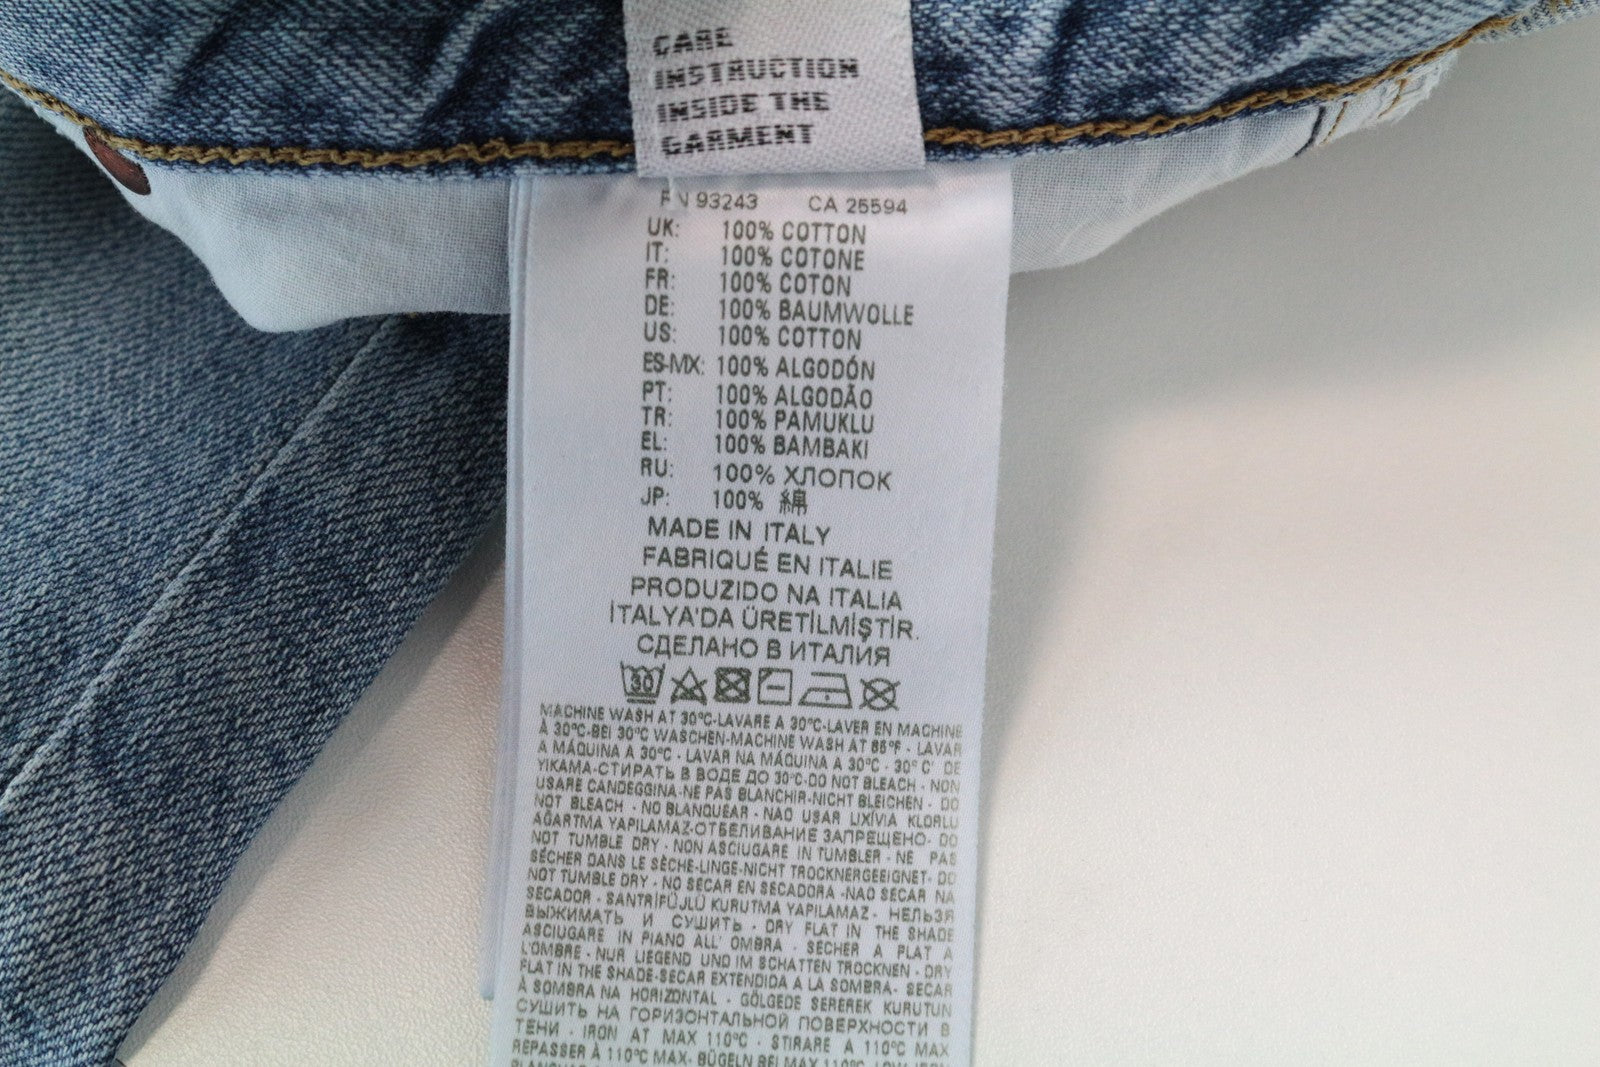 CARE
INSTRUCTION
INSIDE THE
GARMENT
RN 93243 CA 25594
UK: 100% COTTON
IT: 100% COTONE
FR: 100% COTON
DE: 100% BAUMWOLLE
US: 100% COTTON
ES-MX: 100% ALGODÓN
PT: 100% ALGODÃO
TR: 100% PAMUKLU
EL: 100% BAMBAKI
RU: 100% ХЛОПОК
JP: 100% 綿
MADE IN ITALY
FABRIQUÉ EN ITALIE
PRODUZIDO NA ITALIA
İTALYA'DA ÜRETİLMİŞTİR.
СДЕЛАНО В ИТАЛИЯ
30
MACHINE WASH AT 30°C-LAVARE A 30°C-LAVER EN MACHINE
À 30°C-BEI 30°C WASCHEN-MACHINE WASH AT 86°F - LAVAR
A MÁQUINA A 30°C - LAVAR NA MÁQUINA A 30°C - 30° C' DE
YIKAMA-СТИРАТЬ В ВОДЕ ДО 30°C-DO NOT BLEACH - NON
USARE CANDEGGINA-NE PAS BLANCHIR-NICHT BLEICHEN - DO
NOT BLEACH - NO BLANQUEAR - NAO USAR LIXÍVIA KLORLU
AĞARTMA YAPILAMAZ-ОТБЕЛИВАНИЕ ЗАПРЕЩЕНО- DO
NOT TUMBLE DRY - NON ASCIUGARE IN TUMBLER - NE PAS
SÉCHER DANS LE SÈCHE-LINGE-NICHT TROCKNERGEEIGNET- DO
NOT TUMBLE DRY - NO SECAR EN SECADORA -NAO SECAR NA
SECADOR - SANTRİFÜJLÜ KURUTMA YAPILAMAZ - НЕЛЬЗЯ
ВЫЖИМАТЬ И СУШИТЬ - DRY FLAT IN THE SHADE
ASCIUGARE IN PIANO ALL' OMBRA - SÉCHER A FLAT A
L'OMBRE - NUR LIEGEND UND IM SCHATTEN TROCKNEN - DRY
FLAT IN THE SHADE-SECAR EXTENDIDA A LA SOMBRA- SECAR
À SOMBRA NA HORIZONTAL - GÖLGEDE SEREREK KURUTUN
СУШИТЬ НА ГОРИЗОНТАЛЬНОЙ ПОВЕРХНОСТИ В
ТЕНИ - IRON AT MAX 110°C - STIRARE A 110°C MAX
REPASSER À 110°C MAX- BÜGELN BEI MAX 110°C- LOW IRON